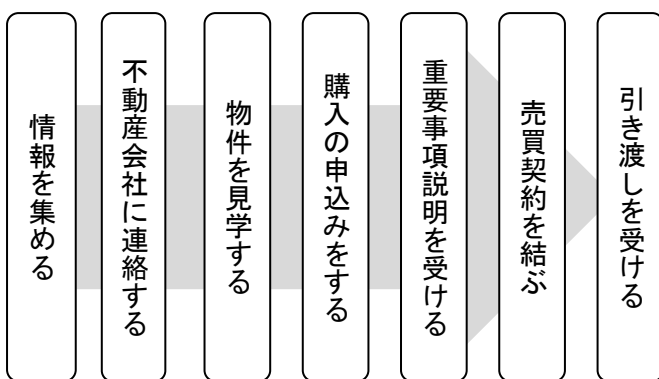 情報を集める
不動産会社に連絡する
物件を見学する
購入の申込みをする
重要事項説明を受ける
売買契約を結ぶ
引き渡しを受ける